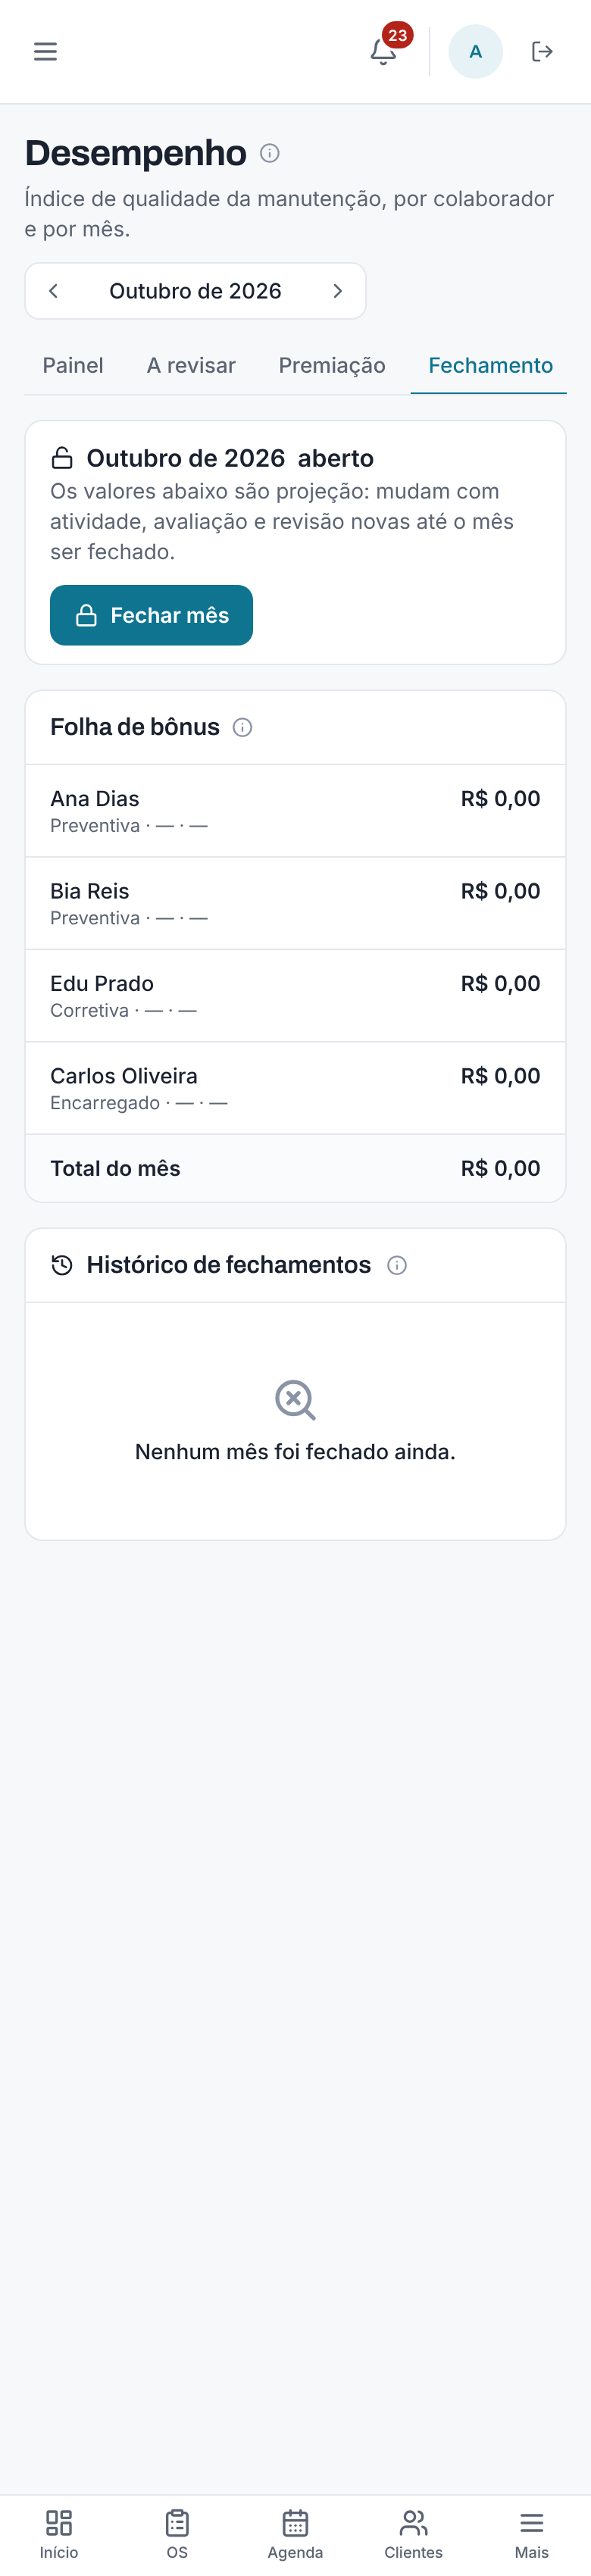 23
A
Desempenho
Índice de qualidade da manutenção, por colaborador
e por mês.
Outubro de 2026
Painel A revisar Premiação Fechamento
Outubro de 2026 aberto
Os valores abaixo são projeção: mudam com
atividade, avaliação e revisão novas até o mês
ser fechado.
Fechar mês
Folha de bônus
Ana Dias R$ 0,00
Preventiva · — · —
Bia Reis R$ 0,00
Preventiva · — · —
Edu Prado R$ 0,00
Corretiva · — · —
Carlos Oliveira R$ 0,00
Encarregado · — · —
Total do mês R$ 0,00
Histórico de fechamentos
Nenhum mês foi fechado ainda.
Início OS Agenda Clientes Mais